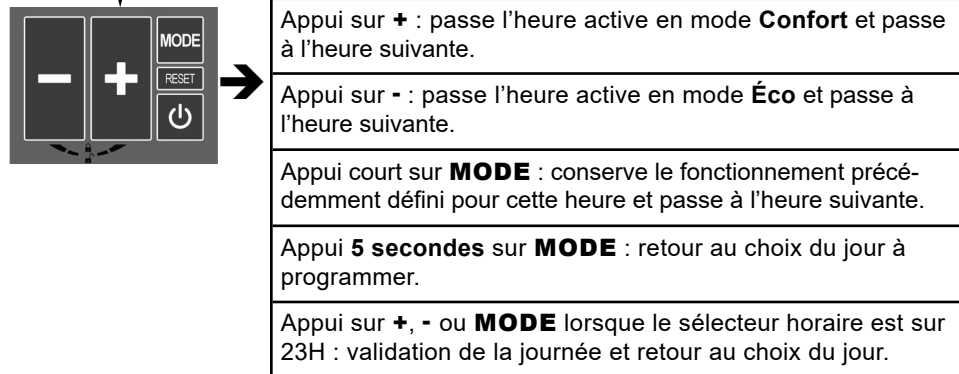 MODE
RESET
Appui sur + : passe l’heure active en mode Confort et passe
à l’heure suivante.
Appui sur - : passe l’heure active en mode Éco et passe à
l’heure suivante.
Appui court sur MODE : conserve le fonctionnement précé-
demment défini pour cette heure et passe à l’heure suivante.
Appui 5 secondes sur MODE : retour au choix du jour à
programmer.
Appui sur +, - ou MODE lorsque le sélecteur horaire est sur
23H : validation de la journée et retour au choix du jour.